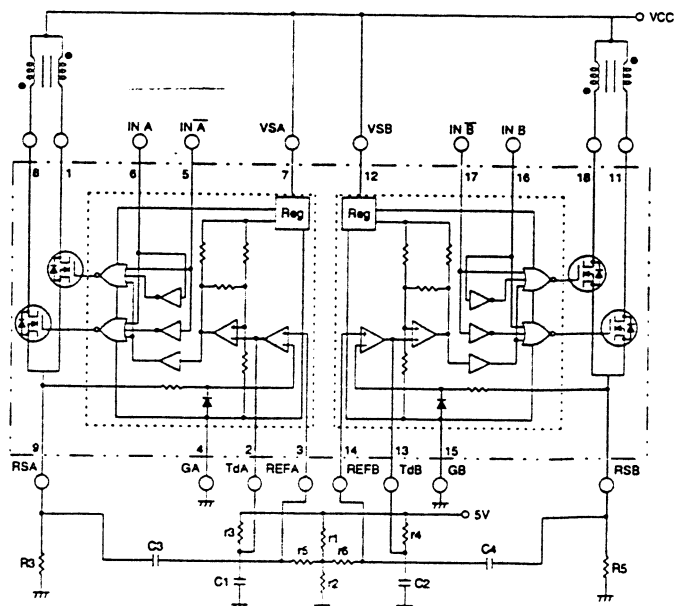 VCC
IN A IN A VSA VSB IN B IN B
8 1 6 5 7 12 17 16 18 11
Reg Reg
9 4 2 3 14 13 15
RSA GA TdA REFA REFB TdB GB RSB
5V
r3 r1 r4
C3 r5 r6 C4
R3 C1 r2 C2 R5